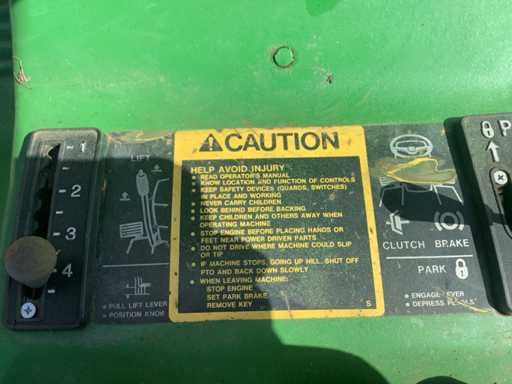 CAUTION
HELP AVOID INJURY
• READ OPERATOR'S MANUAL
• KNOW LOCATION AND FUNCTION OF CONTROLS
• KEEP SAFETY DEVICES (GUARDS, SWITCHES)
IN PLACE AND WORKING
• NEVER CARRY CHILDREN
• LOOK BEHIND BEFORE BACKING
• KEEP CHILDREN AND OTHERS AWAY WHEN
OPERATING MACHINE
• STOP ENGINE BEFORE PLACING HANDS OR
FEET NEAR POWER DRIVEN PARTS
• DO NOT DRIVE WHERE MACHINE COULD SLIP
OR TIP
• IF MACHINE STOPS, GOING UP HILL, SHUT OFF
PTO AND BACK DOWN SLOWLY
• WHEN LEAVING MACHINE:
STOP ENGINE
SET PARK BRAKE
REMOVE KEY
S
1
2
3
4
LIFT
• PULL LIFT LEVER
• POSITION KNOB
CLUTCH BRAKE
PARK
• ENGAGE LEVER
• DEPRESS PEDALS
P